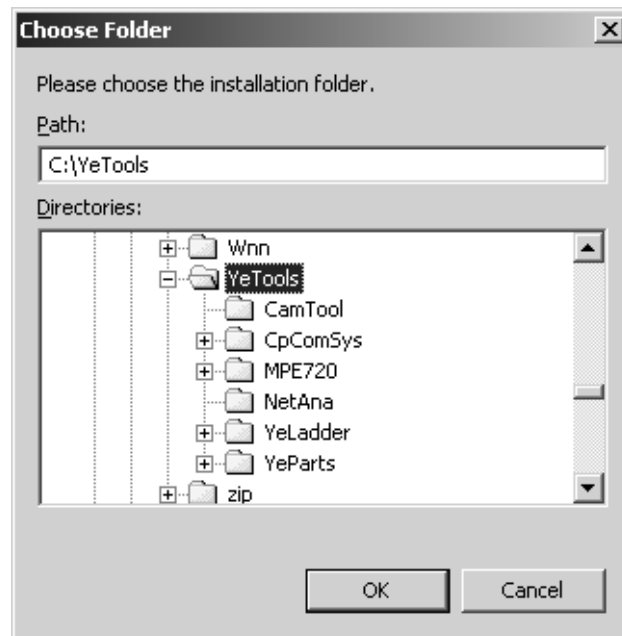 Choose Folder
Please choose the installation folder.
Path:
C:\YeTools
Directories:
Wnn
YeTools
CamTool
CpComSys
MPE720
NetAna
YeLadder
YeParts
zip
OK Cancel